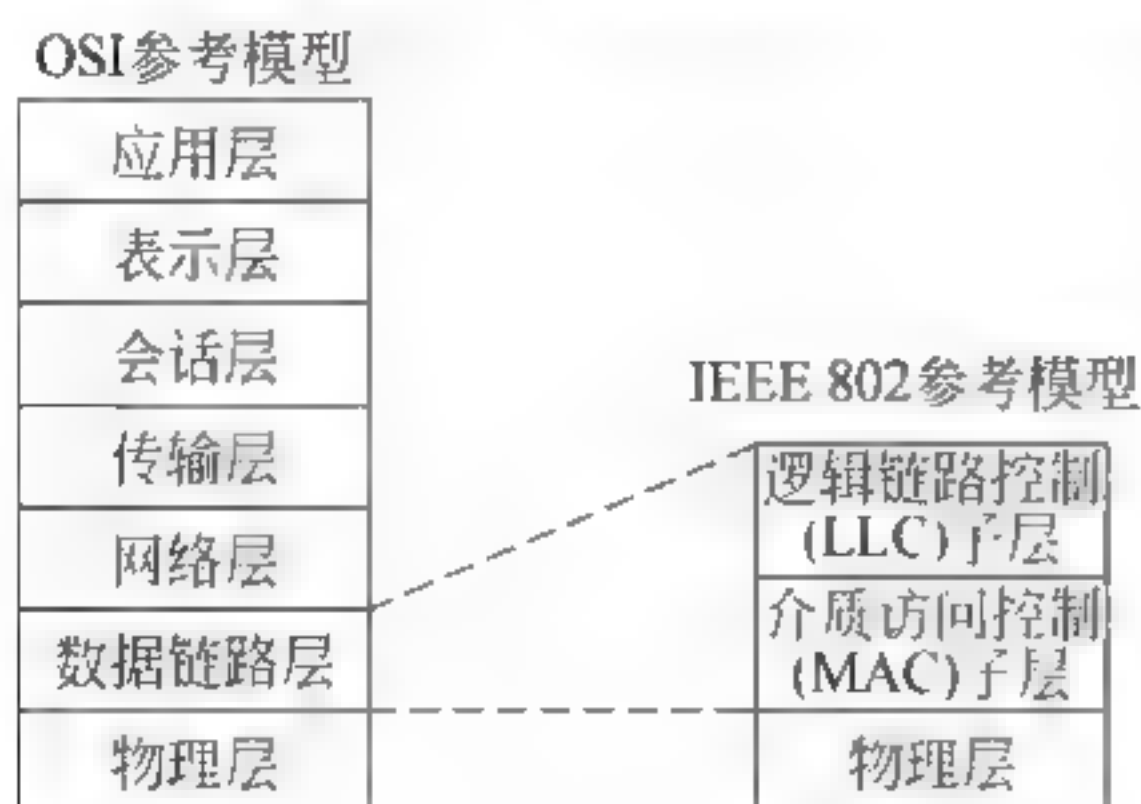 OSI参考模型
应用层
表示层
会话层
传输层
网络层
数据链路层
物理层
IEEE 802参考模型
逻辑链路控制
(LLC)子层
介质访问控制
(MAC)子层
物理层